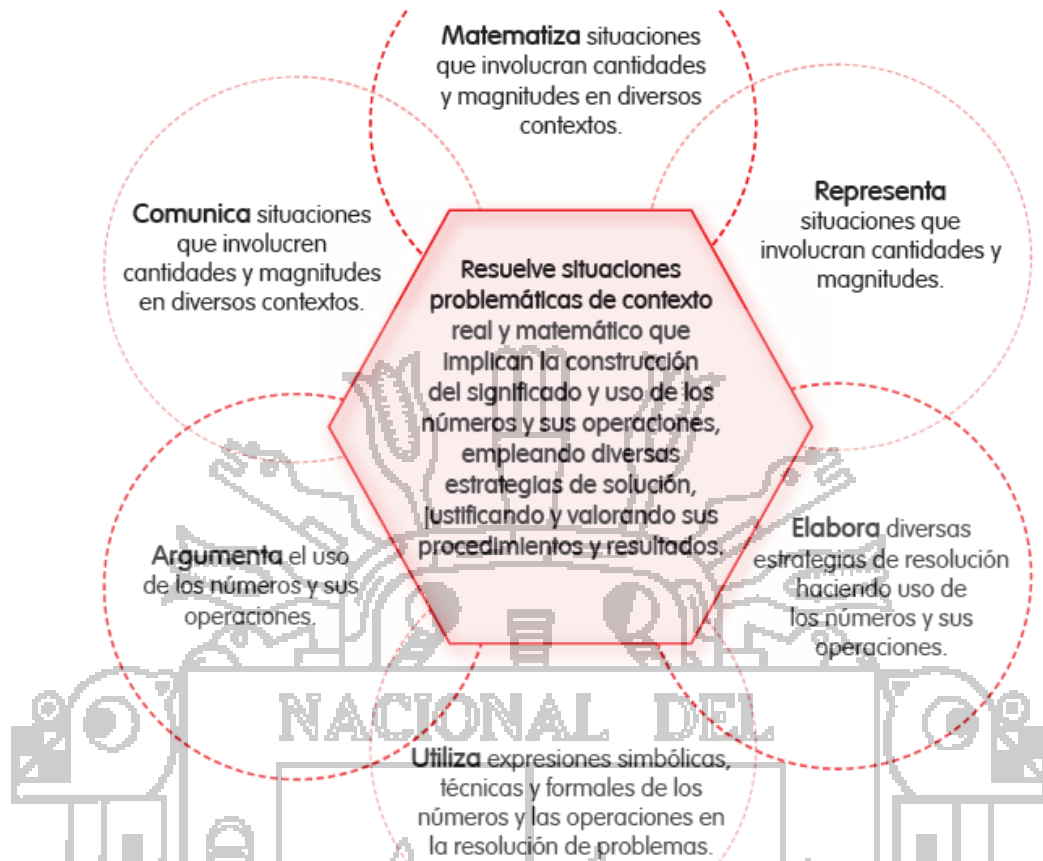 Matematiza situaciones
que involucran cantidades
y magnitudes en diversos
contextos.
Representa
situaciones que
involucran cantidades y
magnitudes.
Comunica situaciones
que involucren
cantidades y magnitudes
en diversos contextos.
Resuelve situaciones
problemáticas de contexto
real y matemático que
implican la construcción
del significado y uso de los
números y sus operaciones,
empleando diversas
estrategias de solución,
justificando y valorando sus
procedimientos y resultados.
Elabora diversas
estrategias de resolución
haciendo uso de
los números y sus
operaciones.
Argumenta el uso
de los números y sus
operaciones.
NACIONAL DEL
Utiliza expresiones simbólicas,
técnicas y formales de los
números y las operaciones en
la resolución de problemas.